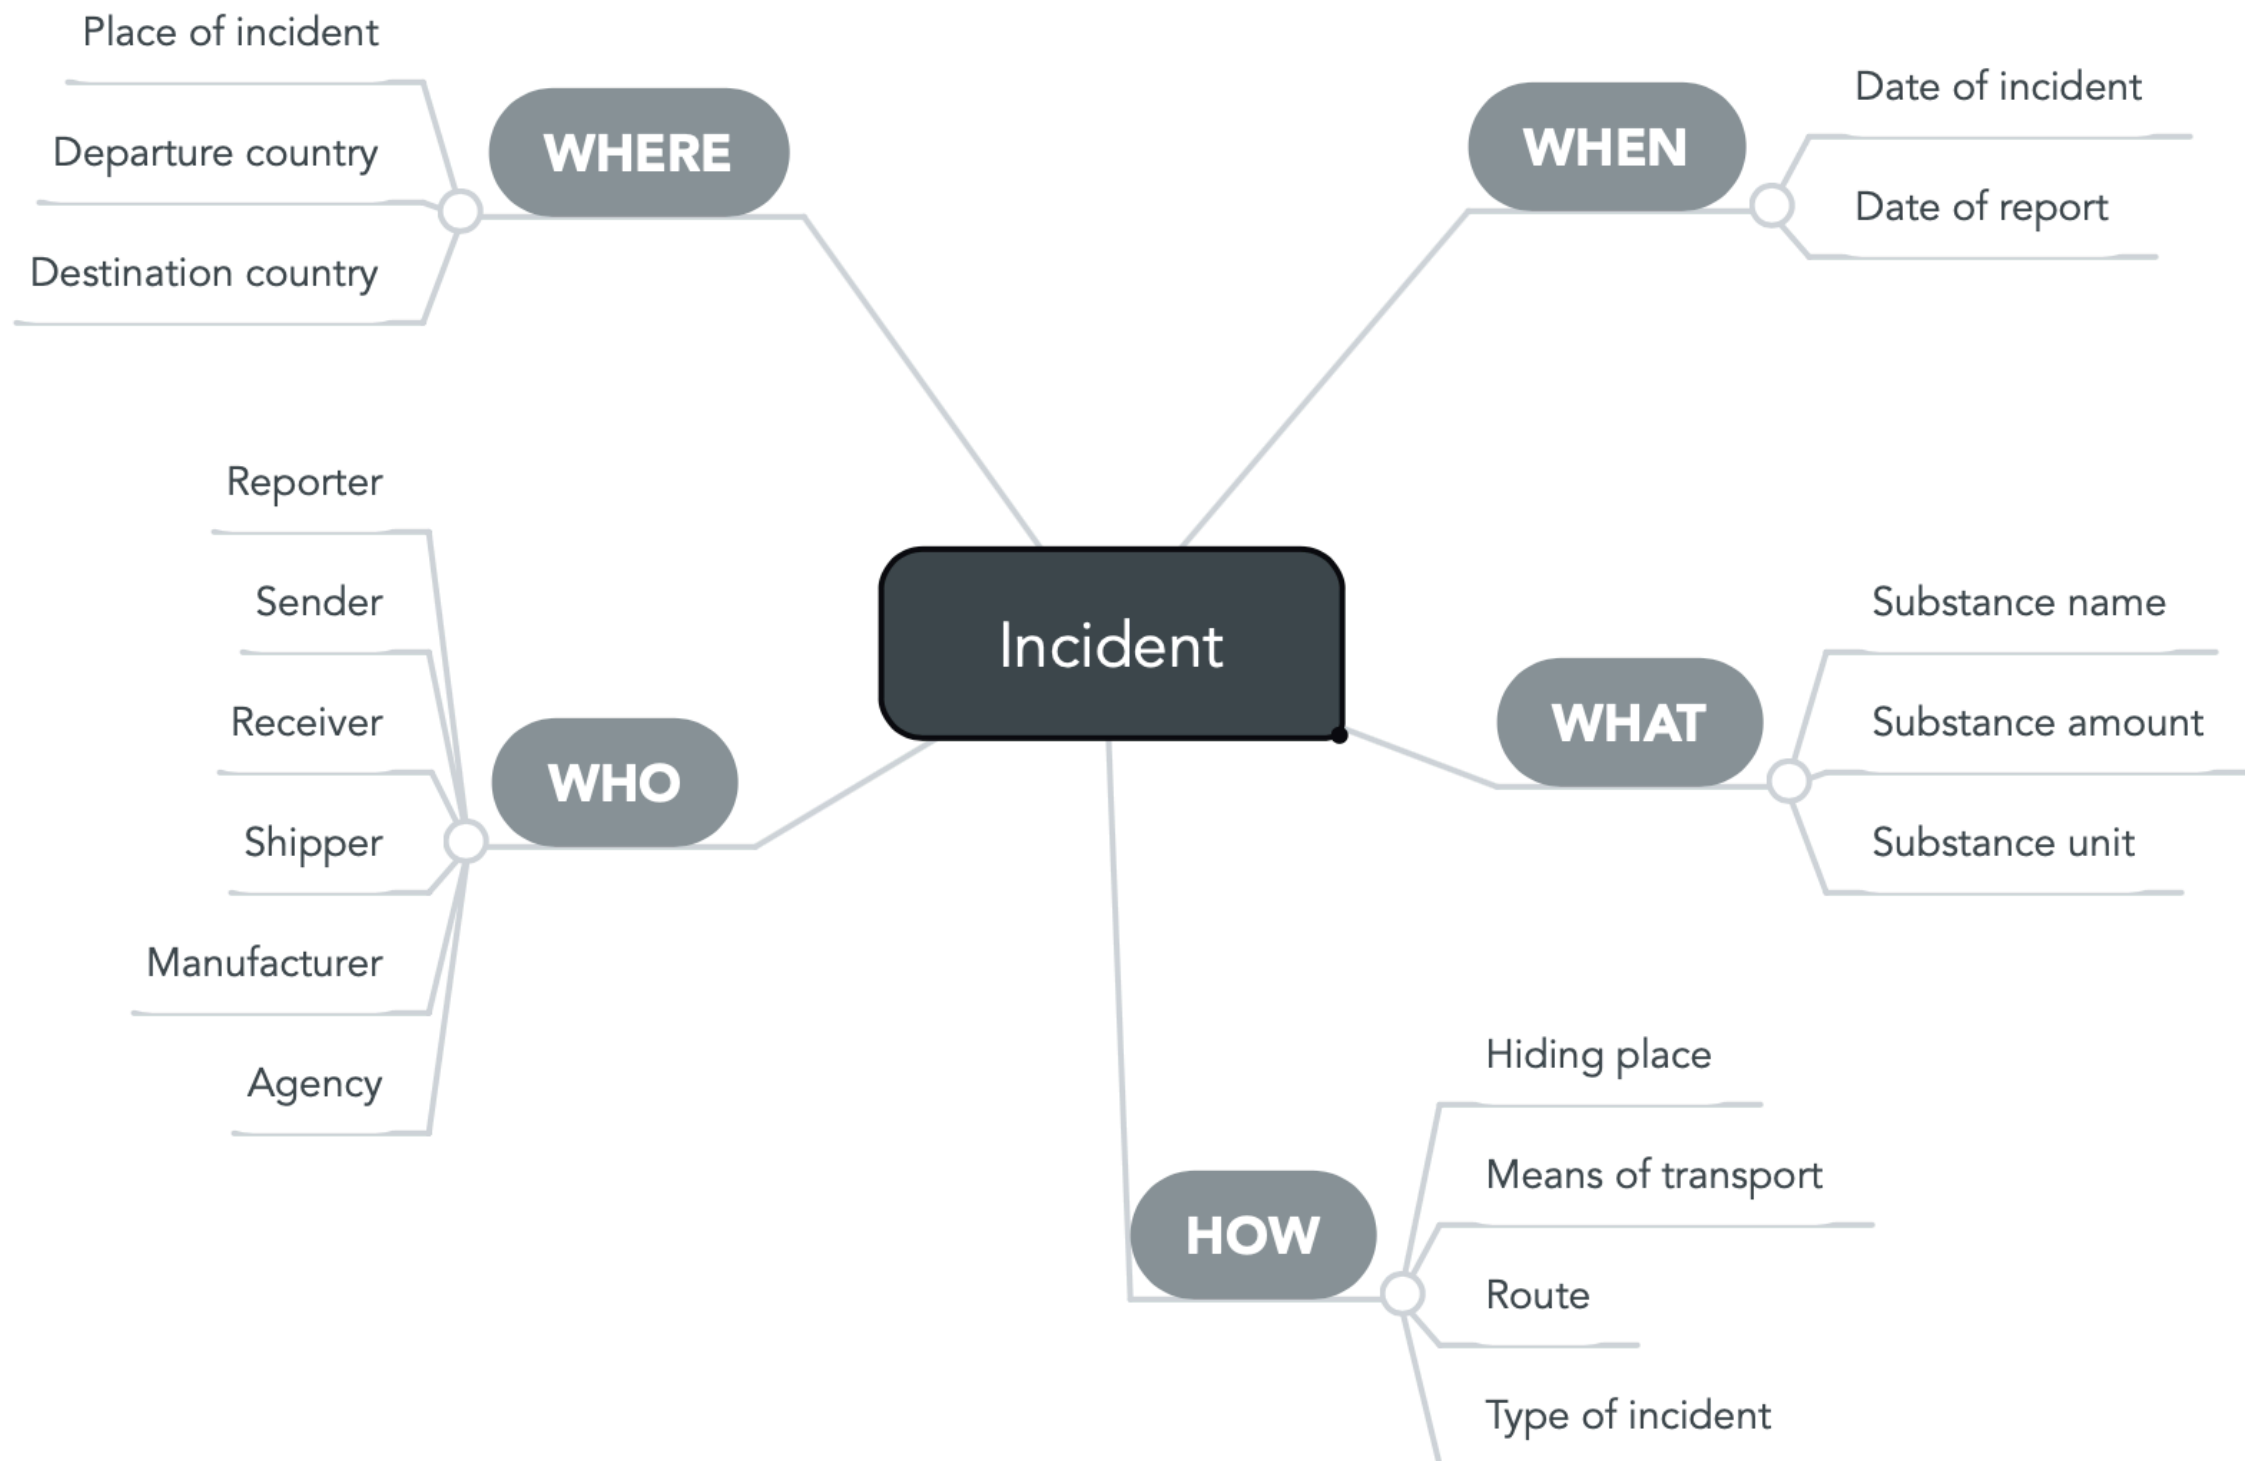 Place of incident
Departure country
Destination country
WHERE
WHEN
Date of incident
Date of report
Reporter
Sender
Receiver
Shipper
Manufacturer
Agency
WHO
Incident
WHAT
Substance name
Substance amount
Substance unit
HOW
Hiding place
Means of transport
Route
Type of incident